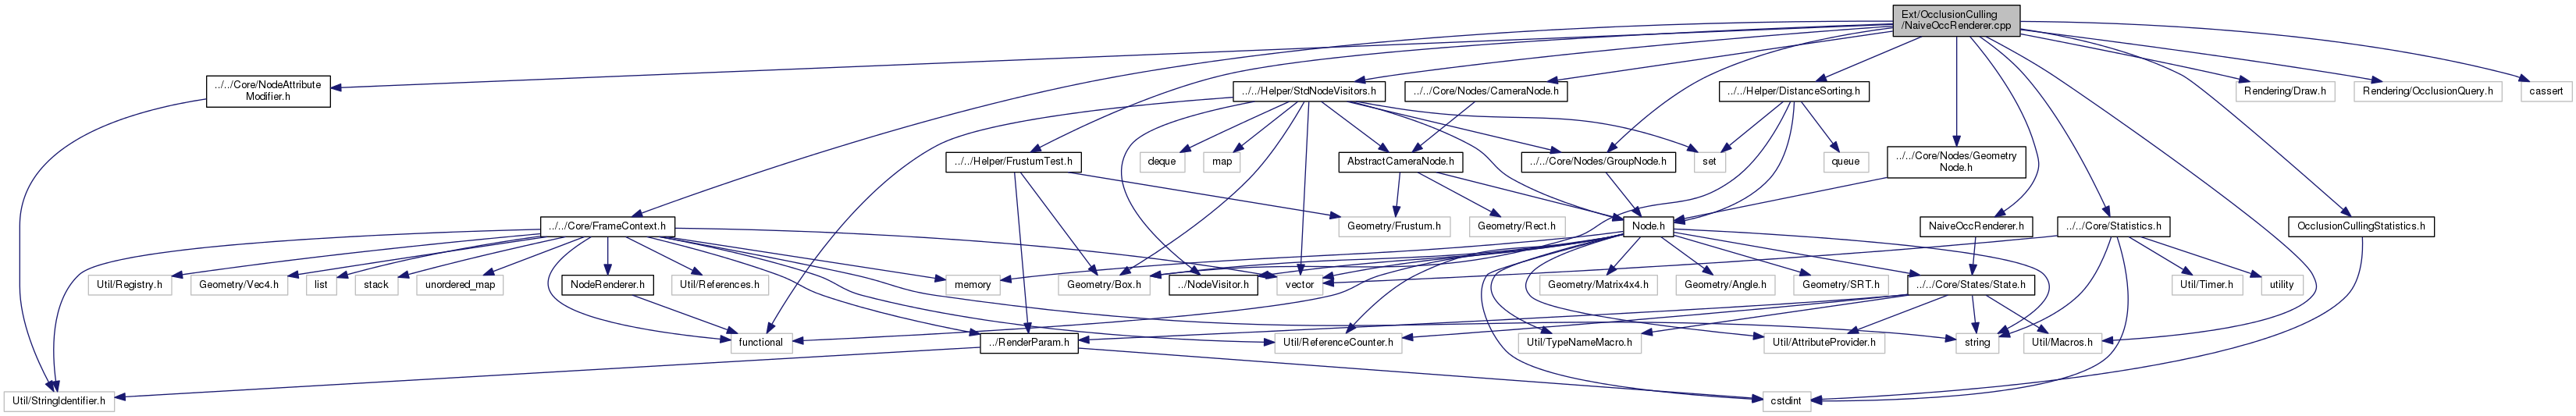 Ext/OcclusionCulling
/NaiveOccRenderer.cpp
../../Core/NodeAttribute
Modifier.h
../../Helper/StdNodeVisitors.h
../../Core/Nodes/CameraNode.h
../../Helper/DistanceSorting.h
Rendering/Draw.h
Rendering/OcclusionQuery.h
cassert
../../Helper/FrustumTest.h
deque
map
AbstractCameraNode.h
../../Core/Nodes/GroupNode.h
set
queue
../../Core/Nodes/Geometry
Node.h
../../Core/FrameContext.h
Geometry/Frustum.h
Geometry/Rect.h
Node.h
NaiveOccRenderer.h
../../Core/Statistics.h
OcclusionCullingStatistics.h
Util/Registry.h
Geometry/Vec4.h
list
stack
unordered_map
NodeRenderer.h
Util/References.h
memory
Geometry/Box.h
../NodeVisitor.h
vector
Geometry/Matrix4x4.h
Geometry/Angle.h
Geometry/SRT.h
../../Core/States/State.h
Util/Timer.h
utility
functional
../RenderParam.h
Util/ReferenceCounter.h
Util/TypeNameMacro.h
Util/AttributeProvider.h
string
Util/Macros.h
Util/StringIdentifier.h
cstdint